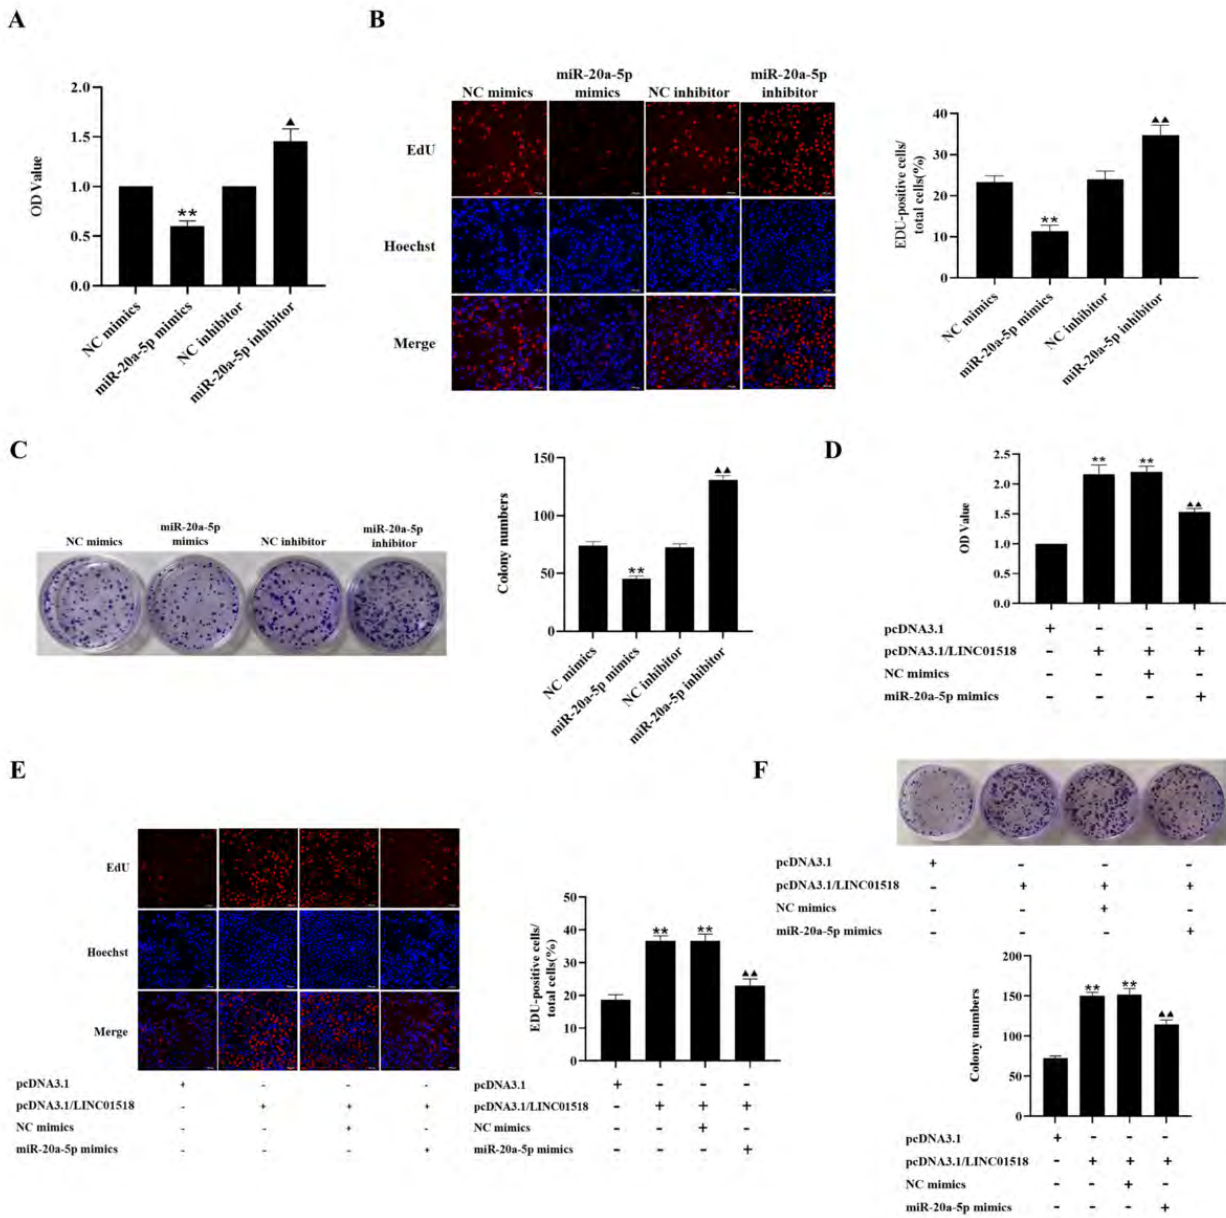 A
OD Value
2.0
1.5
1.0
0.5
0.0
**
▲
NC mimics
miR-20a-5p mimics
NC inhibitor
miR-20a-5p inhibitor
B
NC mimics
miR-20a-5p
mimics
NC inhibitor
miR-20a-5p
inhibitor
EdU
Hoechst
Merge
EDU-positive cells/
total cells(%)
40
30
20
10
0
**
▲▲
NC mimics
miR-20a-5p mimics
NC inhibitor
miR-20a-5p inhibitor
C
NC mimics
miR-20a-5p
mimics
NC inhibitor
miR-20a-5p
inhibitor
Colony numbers
150
100
50
0
**
▲▲
NC mimics
miR-20a-5p mimics
NC inhibitor
miR-20a-5p inhibitor
D
OD Value
2.5
2.0
1.5
1.0
0.5
0.0
** ** ▲▲
pcDNA3.1 + - - -
pcDNA3.1/LINC01518 - + + +
NC mimics - - + -
miR-20a-5p mimics - - - +
E
EdU
Hoechst
Merge
pcDNA3.1 + - - -
pcDNA3.1/LINC01518 - + + +
NC mimics - - + -
miR-20a-5p mimics - - - +
EDU-positive cells/
total cells(%)
50
40
30
20
10
0
** ** ▲▲
pcDNA3.1 + - - -
pcDNA3.1/LINC01518 - + + +
NC mimics - - + -
miR-20a-5p mimics - - - +
F
pcDNA3.1 + - - -
pcDNA3.1/LINC01518 - + + +
NC mimics - - + -
miR-20a-5p mimics - - - +
Colony numbers
200
150
100
50
0
** ** ▲▲
pcDNA3.1 + - - -
pcDNA3.1/LINC01518 - + + +
NC mimics - - + -
miR-20a-5p mimics - - - +